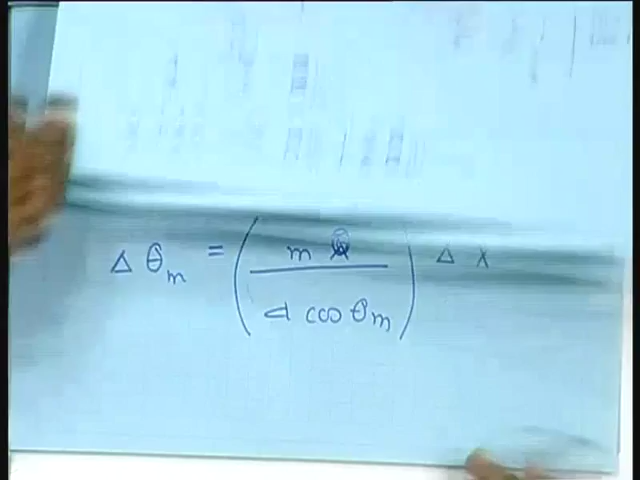 Δ θm = ( m / d cos θm ) Δ λ